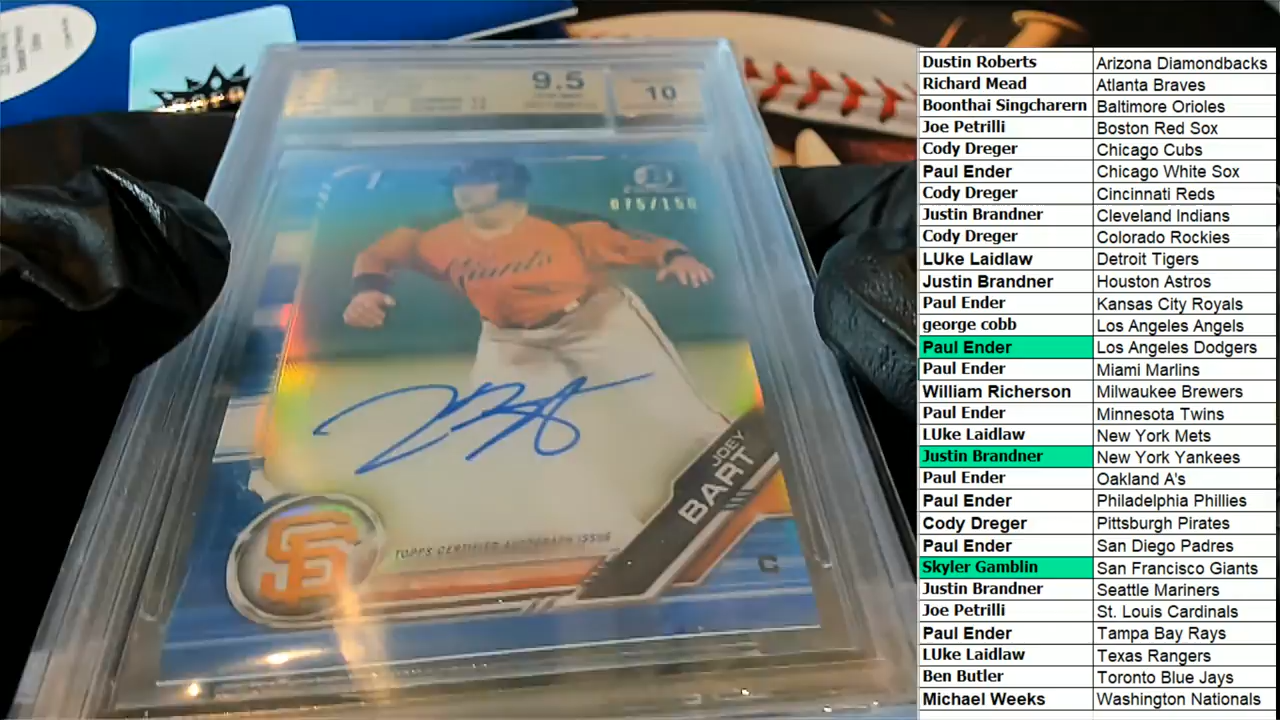 9.5
10
075/150
Giants
JOEY
BART
SF
TOPPS CERTIFIED AUTOGRAPH ISSUE
C
Dustin Roberts Arizona Diamondbacks
Richard Mead Atlanta Braves
Boonthai Singcharern Baltimore Orioles
Joe Petrilli Boston Red Sox
Cody Dreger Chicago Cubs
Paul Ender Chicago White Sox
Cody Dreger Cincinnati Reds
Justin Brandner Cleveland Indians
Cody Dreger Colorado Rockies
LUke Laidlaw Detroit Tigers
Justin Brandner Houston Astros
Paul Ender Kansas City Royals
george cobb Los Angeles Angels
Paul Ender Los Angeles Dodgers
Paul Ender Miami Marlins
William Richerson Milwaukee Brewers
Paul Ender Minnesota Twins
LUke Laidlaw New York Mets
Justin Brandner New York Yankees
Paul Ender Oakland A's
Paul Ender Philadelphia Phillies
Cody Dreger Pittsburgh Pirates
Paul Ender San Diego Padres
Skyler Gamblin San Francisco Giants
Justin Brandner Seattle Mariners
Joe Petrilli St. Louis Cardinals
Paul Ender Tampa Bay Rays
LUke Laidlaw Texas Rangers
Ben Butler Toronto Blue Jays
Michael Weeks Washington Nationals